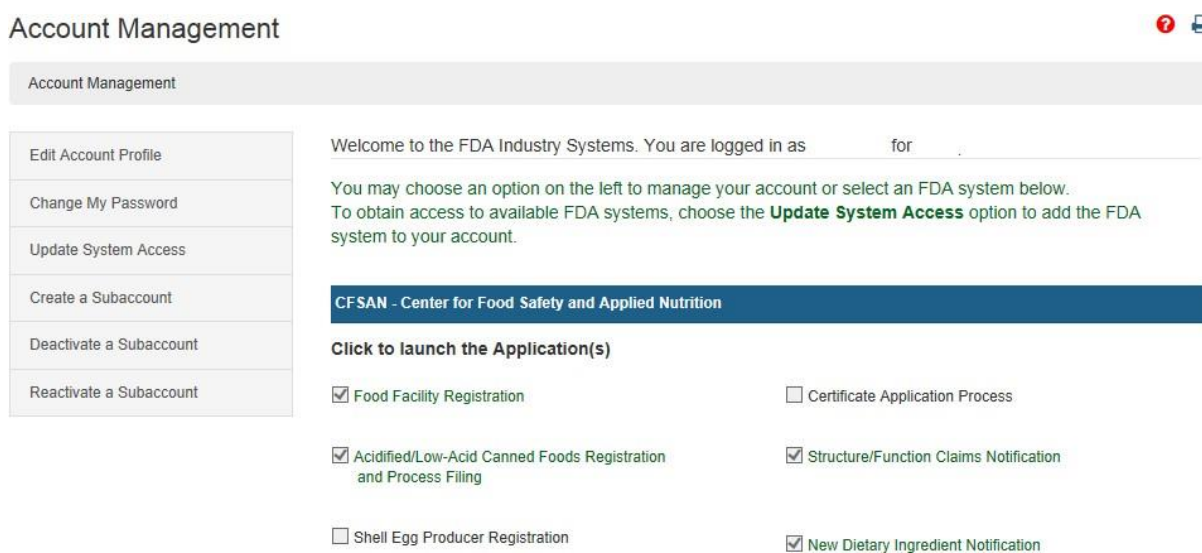 Account Management
Account Management
Edit Account Profile
Change My Password
Update System Access
Create a Subaccount
Deactivate a Subaccount
Reactivate a Subaccount
Welcome to the FDA Industry Systems. You are logged in as for .
You may choose an option on the left to manage your account or select an FDA system below.
To obtain access to available FDA systems, choose the Update System Access option to add the FDA
system to your account.
CFSAN - Center for Food Safety and Applied Nutrition
Click to launch the Application(s)
Food Facility Registration
Certificate Application Process
Acidified/Low-Acid Canned Foods Registration
and Process Filing
Structure/Function Claims Notification
Shell Egg Producer Registration
New Dietary Ingredient Notification